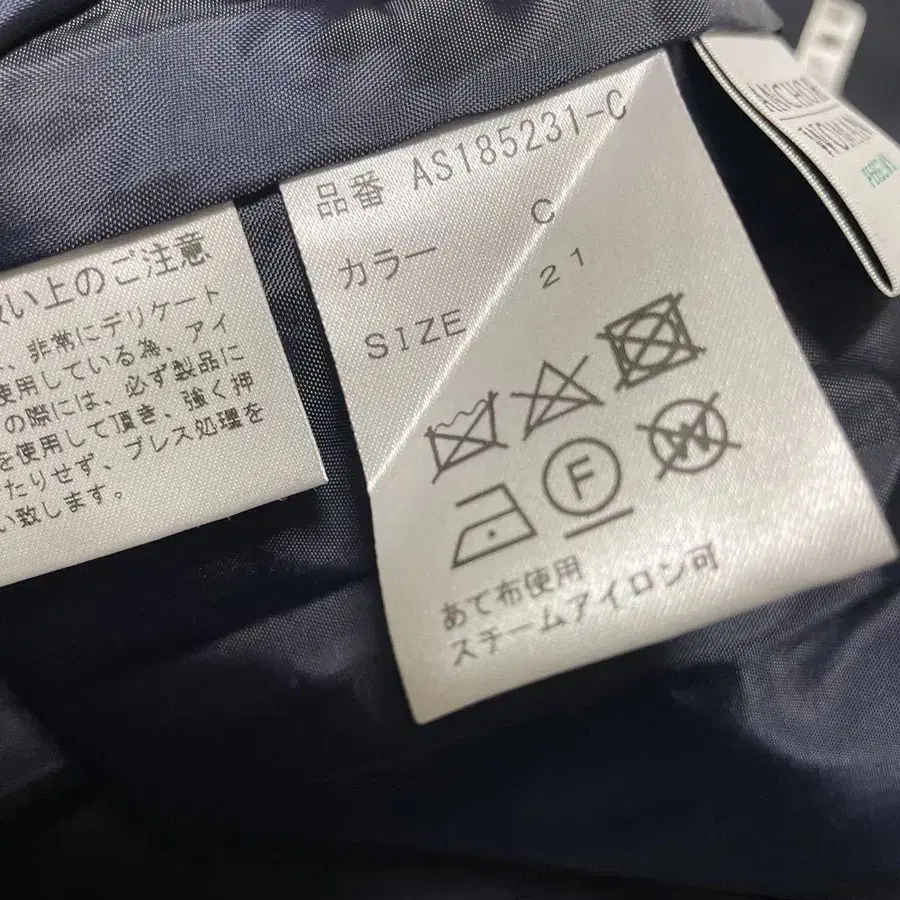 い上のご注意
、非常にデリケート
使用している為、アイ
の際には、必ず製品に
を使用して頂き、強く押
たりせず、プレス処理を
い致します。
品番 AS185231-C
カラー C
SIZE 21
F
W
あて布使用
スチームアイロン可
WOMAN